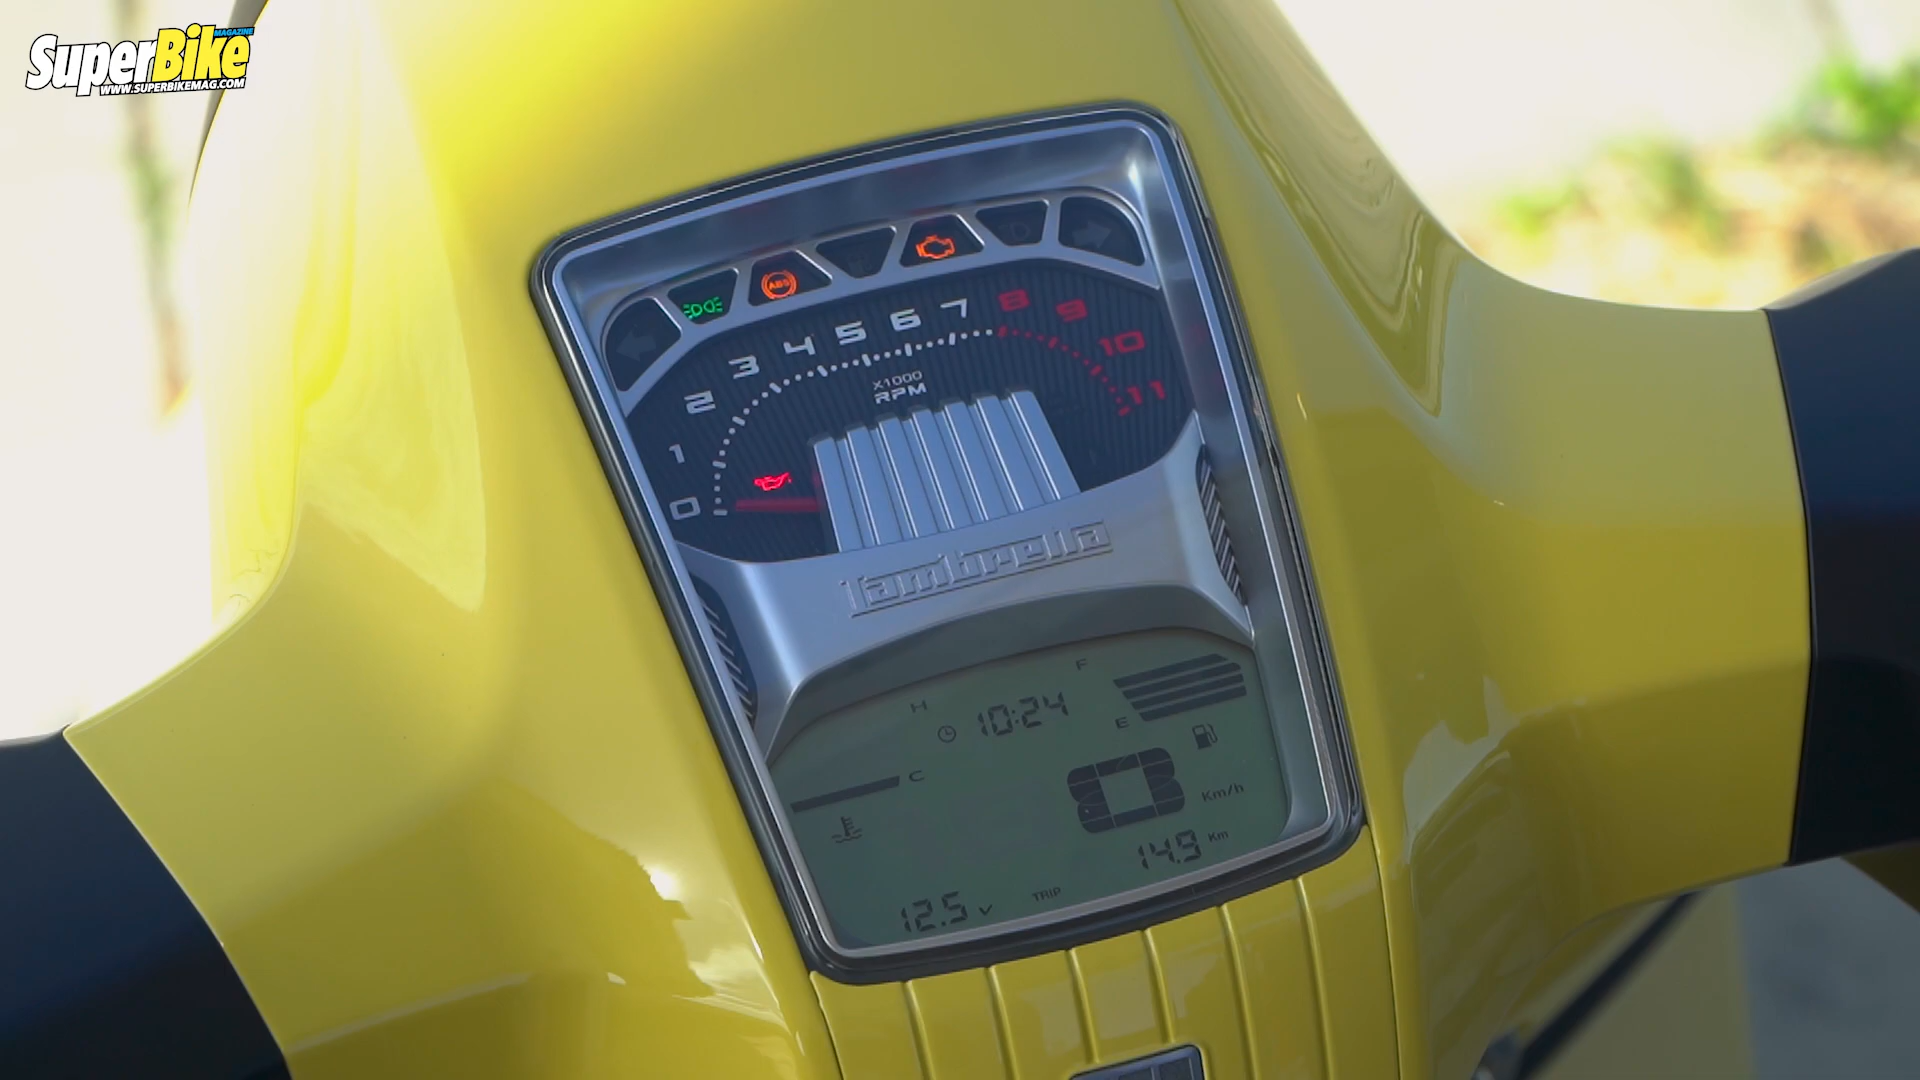 SuperBike
MAGAZINE
WWW.SUPERBIKEMAG.COM
ABS
0 1 2 3 4 5 6 7 8 9 10 11
X1000
RPM
Lambretta
H 10:24 F
E
C
0 Km/h
14.9 Km
12.5 V TRIP